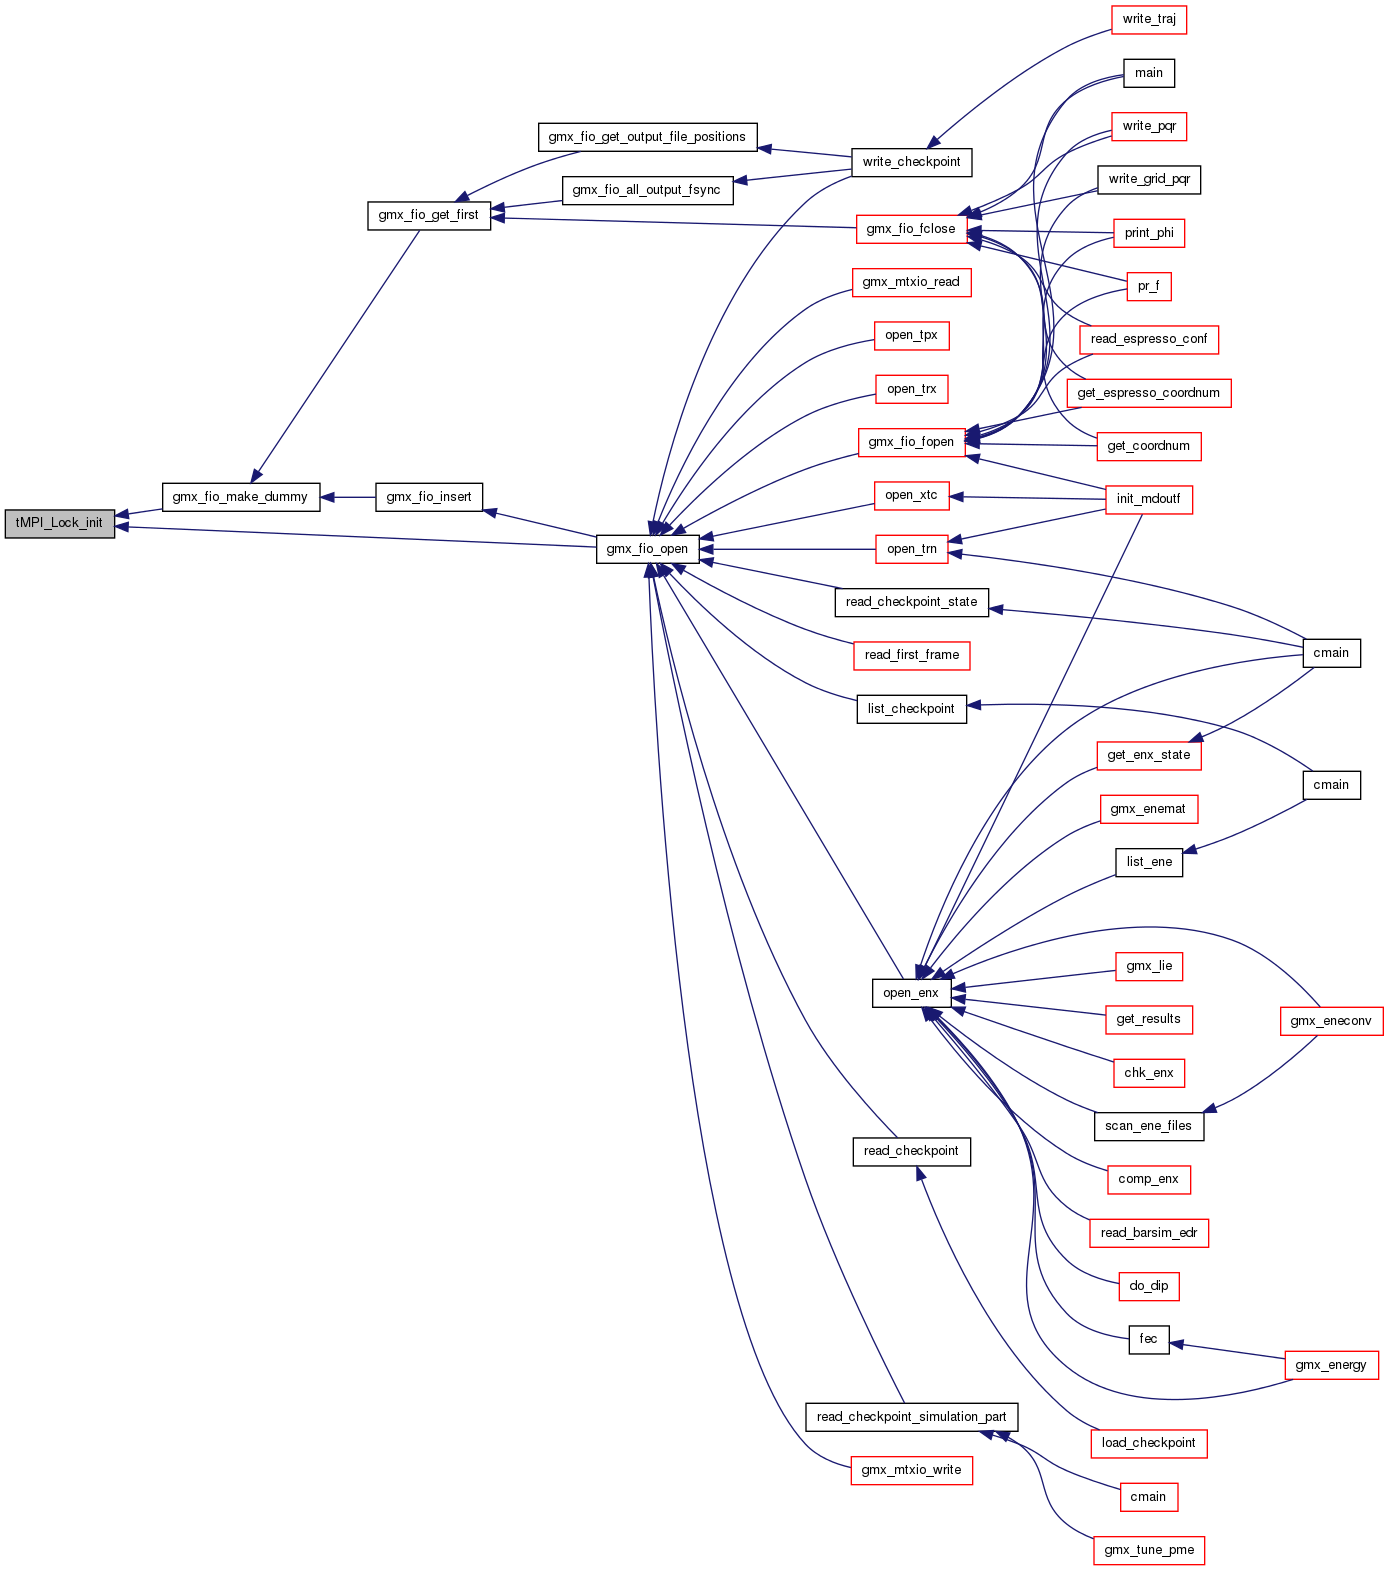 write_traj
main
write_pqr
gmx_fio_get_output_file_positions
write_checkpoint
write_grid_pqr
gmx_fio_all_output_fsync
gmx_fio_get_first
gmx_fio_fclose
print_phi
gmx_mtxio_read
pr_f
open_tpx
read_espresso_conf
open_trx
get_espresso_coordnum
gmx_fio_fopen
get_coordnum
gmx_fio_make_dummy
gmx_fio_insert
open_xtc
init_mdoutf
tMPI_Lock_init
gmx_fio_open
open_trn
read_checkpoint_state
read_first_frame
cmain
list_checkpoint
get_enx_state
cmain
gmx_enemat
list_ene
gmx_lie
open_enx
get_results
gmx_eneconv
chk_enx
scan_ene_files
read_checkpoint
comp_enx
read_barsim_edr
do_dip
fec
gmx_energy
read_checkpoint_simulation_part
load_checkpoint
gmx_mtxio_write
cmain
gmx_tune_pme